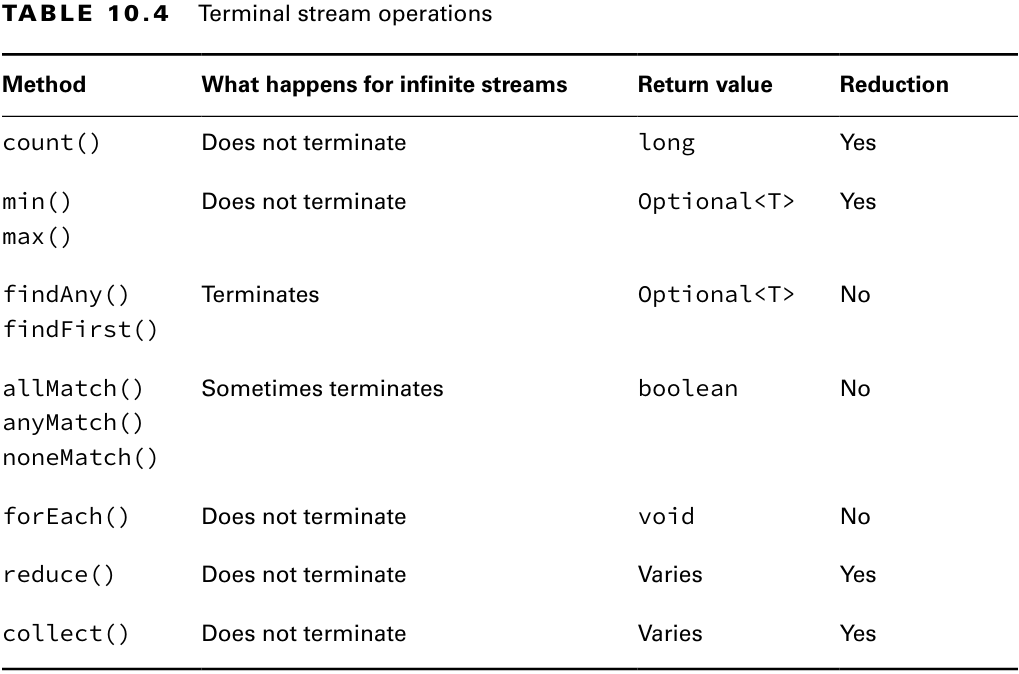 TABLE 10.4 Terminal stream operations
Method What happens for infinite streams Return value Reduction
count() Does not terminate long Yes
min() Does not terminate Optional<T> Yes
max()
findAny() Terminates Optional<T> No
findFirst()
allMatch() Sometimes terminates boolean No
anyMatch()
noneMatch()
forEach() Does not terminate void No
reduce() Does not terminate Varies Yes
collect() Does not terminate Varies Yes